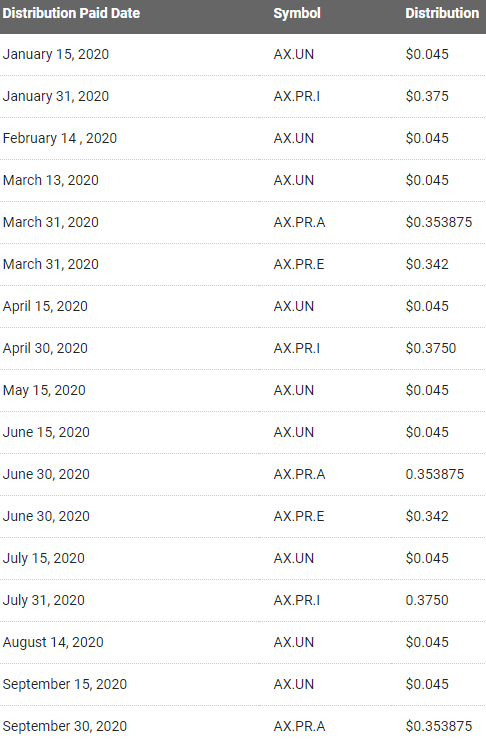 Distribution Paid Date Symbol Distribution
January 15, 2020 AX.UN $0.045
January 31, 2020 AX.PR.I $0.375
February 14 , 2020 AX.UN $0.045
March 13, 2020 AX.UN $0.045
March 31, 2020 AX.PR.A $0.353875
March 31, 2020 AX.PR.E $0.342
April 15, 2020 AX.UN $0.045
April 30, 2020 AX.PR.I $0.3750
May 15, 2020 AX.UN $0.045
June 15, 2020 AX.UN $0.045
June 30, 2020 AX.PR.A 0.353875
June 30, 2020 AX.PR.E $0.342
July 15, 2020 AX.UN $0.045
July 31, 2020 AX.PR.I 0.3750
August 14, 2020 AX.UN $0.045
September 15, 2020 AX.UN $0.045
September 30, 2020 AX.PR.A $0.353875